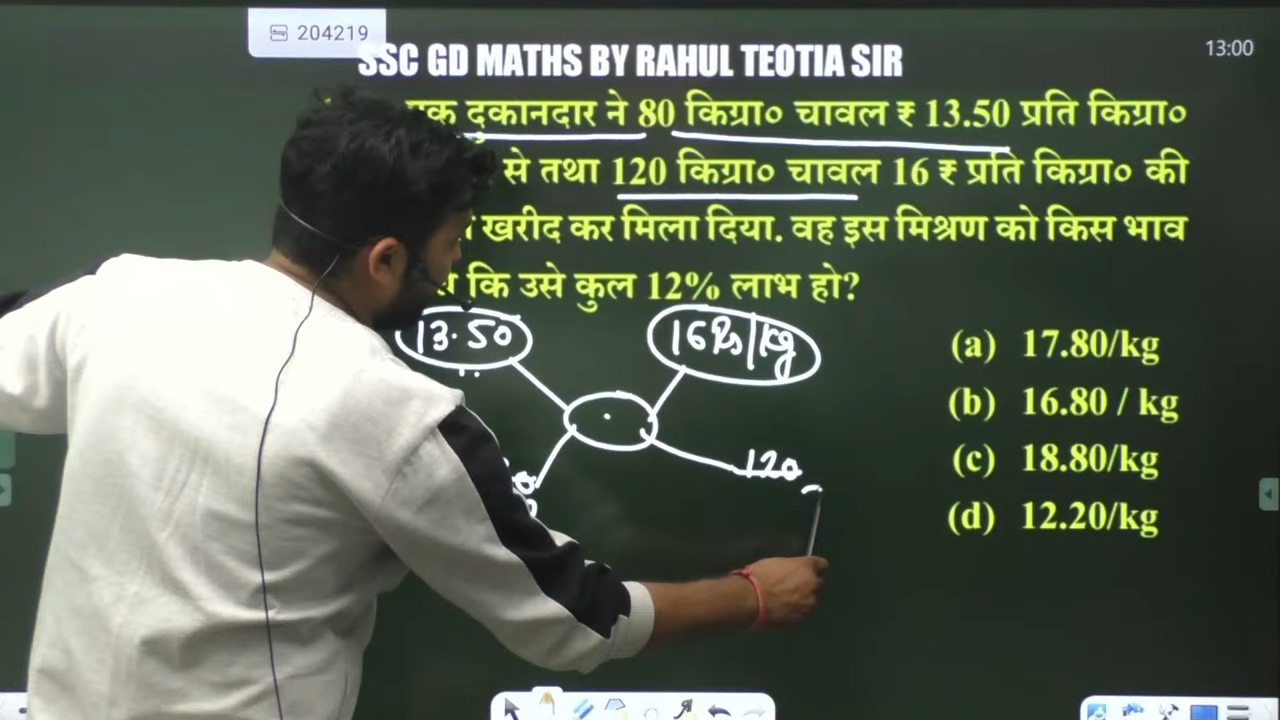 204219
SSC GD MATHS BY RAHUL TEOTIA SIR
13:00
एक दुकानदार ने 80 किग्रा० चावल ₹ 13.50 प्रति किग्रा०
से तथा 120 किग्रा० चावल 16 ₹ प्रति किग्रा० की
खरीद कर मिला दिया. वह इस मिश्रण को किस भाव
कि उसे कुल 12% लाभ हो?
13.50
16Rs/kg
120
(a) 17.80/kg
(b) 16.80 / kg
(c) 18.80/kg
(d) 12.20/kg